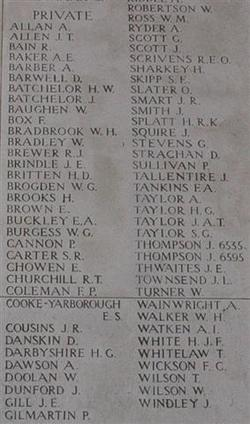 PRIVATE
ALLAN A.
ALLEN J.T.
BAIN R.
BAKER A.E.
BARBER A.
BARWELL D.
BATCHELOR H.W.
BATCHELOR J.
BAUGHEN W.
BOX F.
BRADBROOK W.H.
BRADLEY W.
BREWER R.J.
BRINDLE J.E.
BRITTEN H.D.
BROGDEN W.G.
BROOKS H.
BROWN E.
BUCKLEY E.A.
BURGESS W.G.
CANNON P.
CARTER S.R.
CHOWEN E.
CHURCHILL R.T.
COLEMAN F.P.
COOKE-YARBOROUGH
E.S.
COUSINS J.R.
DANSKIN D.
DARBYSHIRE H.G.
DAWSON A.
DOOLAN W.
DUNFORD J.
GILL J.E.
GILMARTIN P.
ROBERTSON W.
ROSS W.M.
RYDER A.
SCOTT G.
SCOTT J.
SCRIVENS R.E.O.
SHARKEY H.
SKIPP S.F.
SLATER O.
SMART J.R.
SMITH J.
SPLATT H.R.K.
SQUIRE J.
STEVENS G.
STRACHAN D.
SULLIVAN P.
TALLENTIRE J.
TANKINS F.A.
TAYLOR A.
TAYLOR H.G.
TAYLOR J.A.T.
TAYLOR S.G.
THOMPSON J. 6535.
THOMPSON J. 6595
THWAITES J.E.
TOWNSEND J.L.
TURNER W.
WAINWRIGHT A.
WALKER W.H.
WATKEN A.I.
WHITE H.J.F.
WHITELAW T.
WICKSON F.C.
WILSON T.
WILSON W.
WINDLEY J.